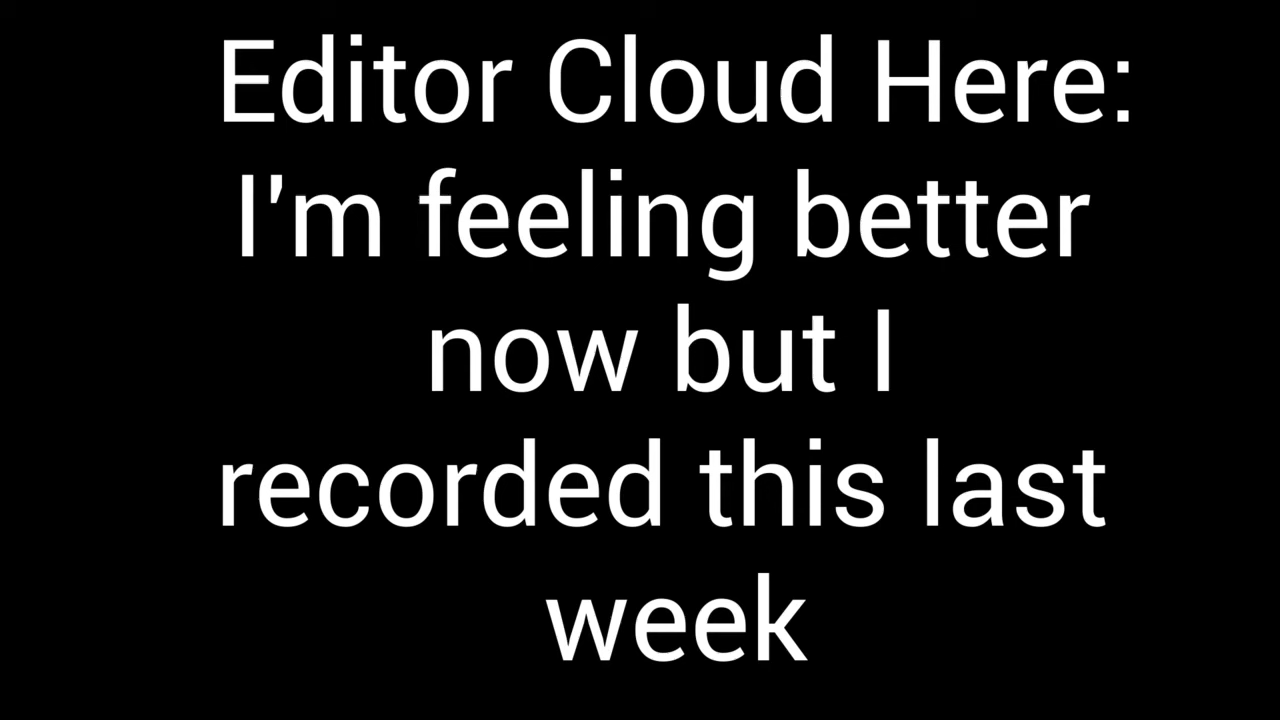 Editor Cloud Here:
I'm feeling better
now but I
recorded this last
week